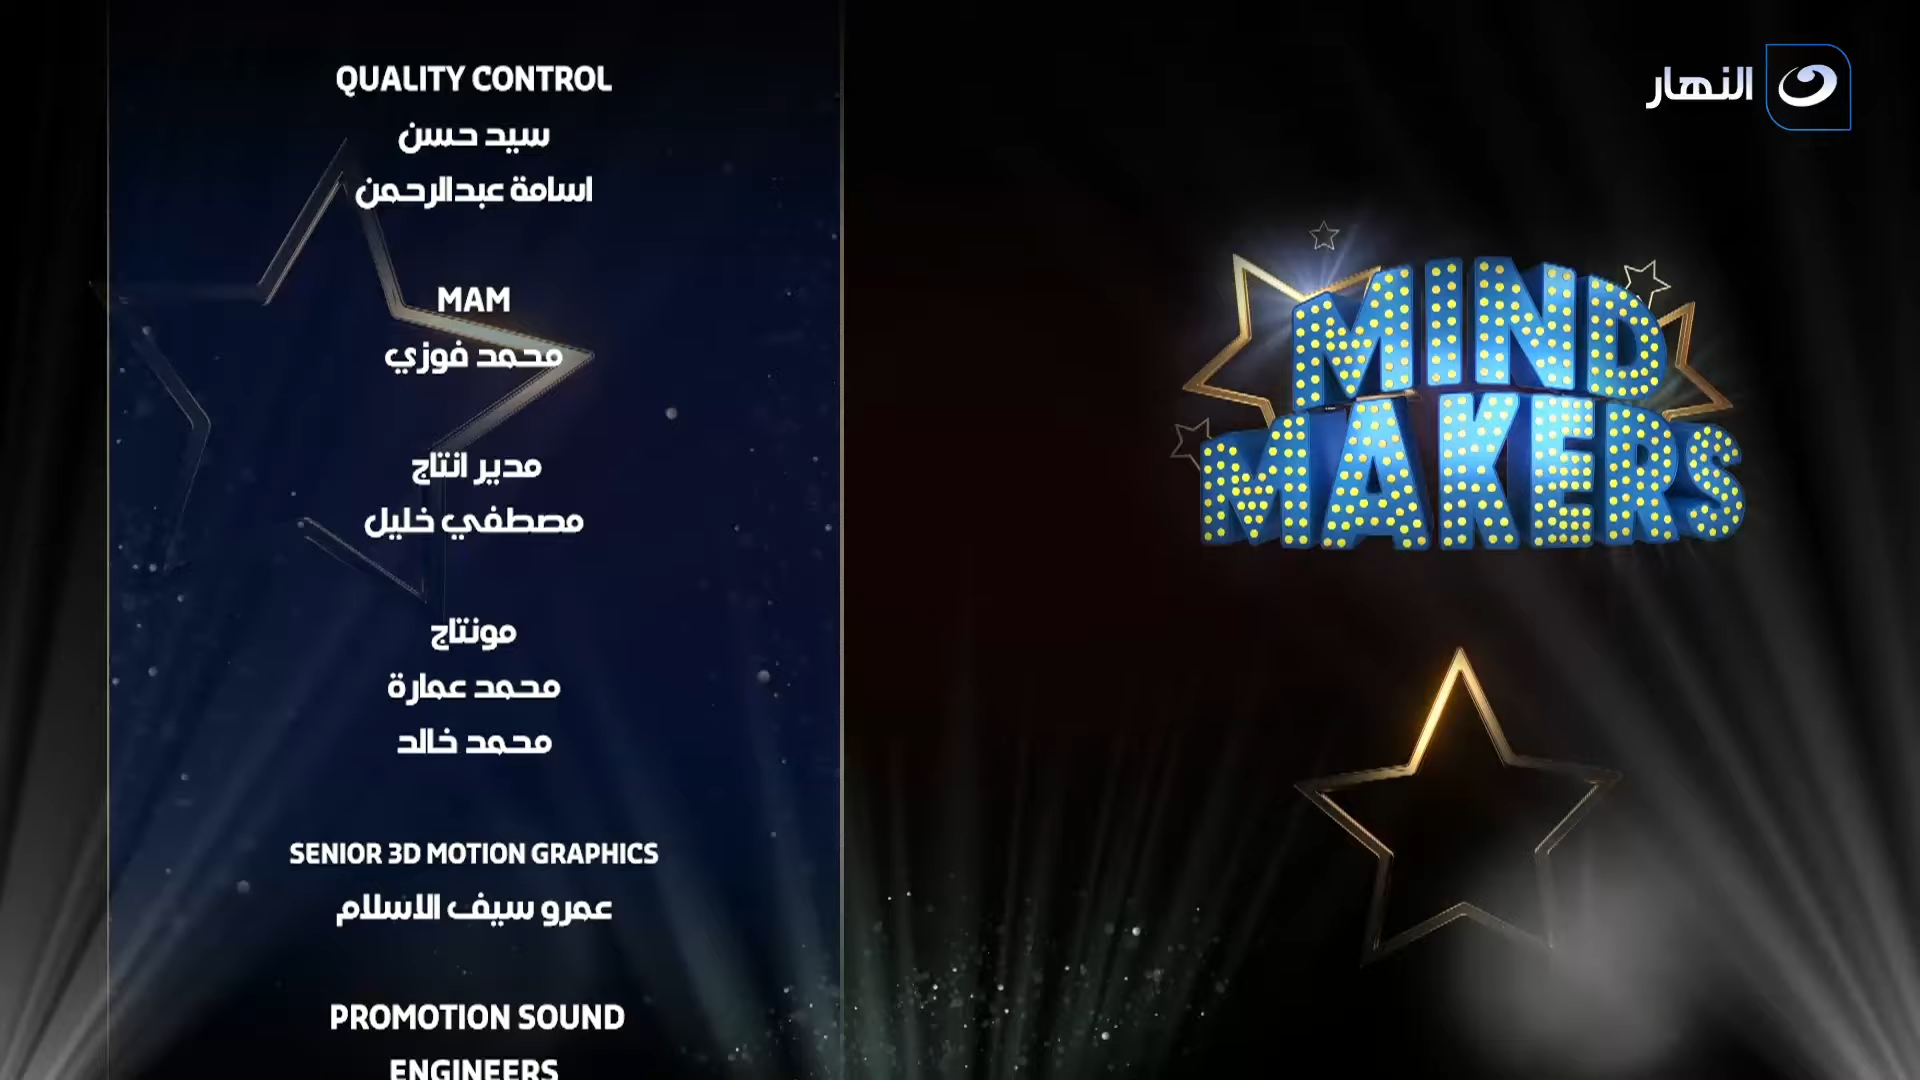 QUALITY CONTROL
سيد حسن
اسامة عبدالرحمن
MAM
محمد فوزي
مدير انتاج
مصطفي خليل
مونتاج
محمد عمارة
محمد خالد
SENIOR 3D MOTION GRAPHICS
عمرو سيف الاسلام
PROMOTION SOUND
ENGINEERS
النهار
MIND
MAKERS